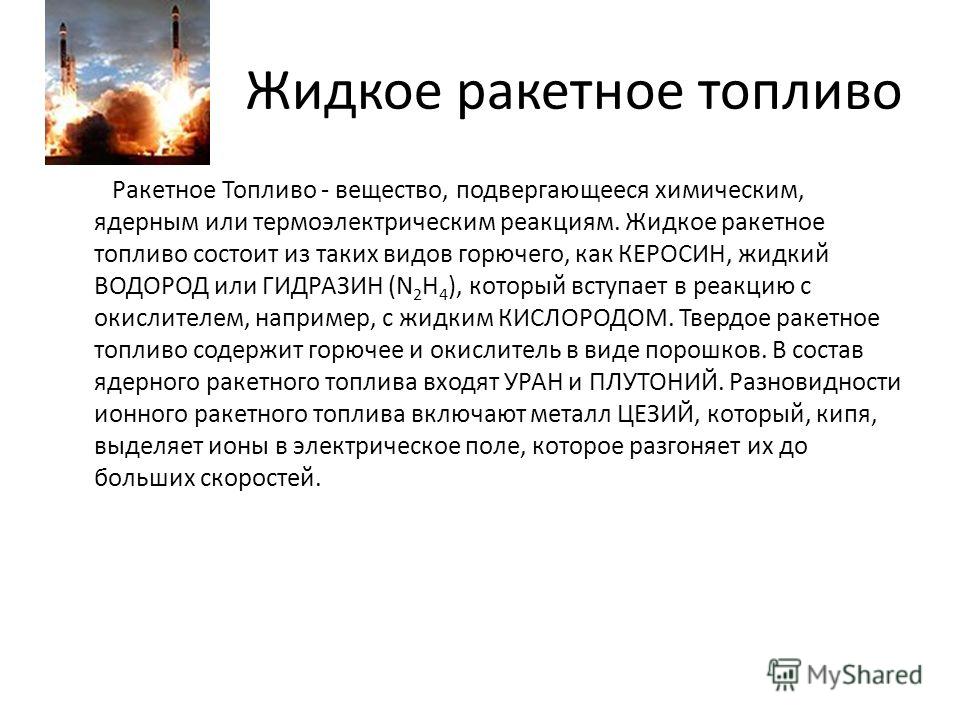 Жидкое ракетное топливо
Ракетное Топливо - вещество, подвергающееся химическим,
ядерным или термоэлектрическим реакциям. Жидкое ракетное
топливо состоит из таких видов горючего, как КЕРОСИН, жидкий
ВОДОРОД или ГИДРАЗИН (N₂H₄), который вступает в реакцию с
окислителем, например, с жидким КИСЛОРОДОМ. Твердое ракетное
топливо содержит горючее и окислитель в виде порошков. В состав
ядерного ракетного топлива входят УРАН и ПЛУТОНИЙ. Разновидности
ионного ракетного топлива включают металл ЦЕЗИЙ, который, кипя,
выделяет ионы в электрическое поле, которое разгоняет их до
больших скоростей.
MyShared